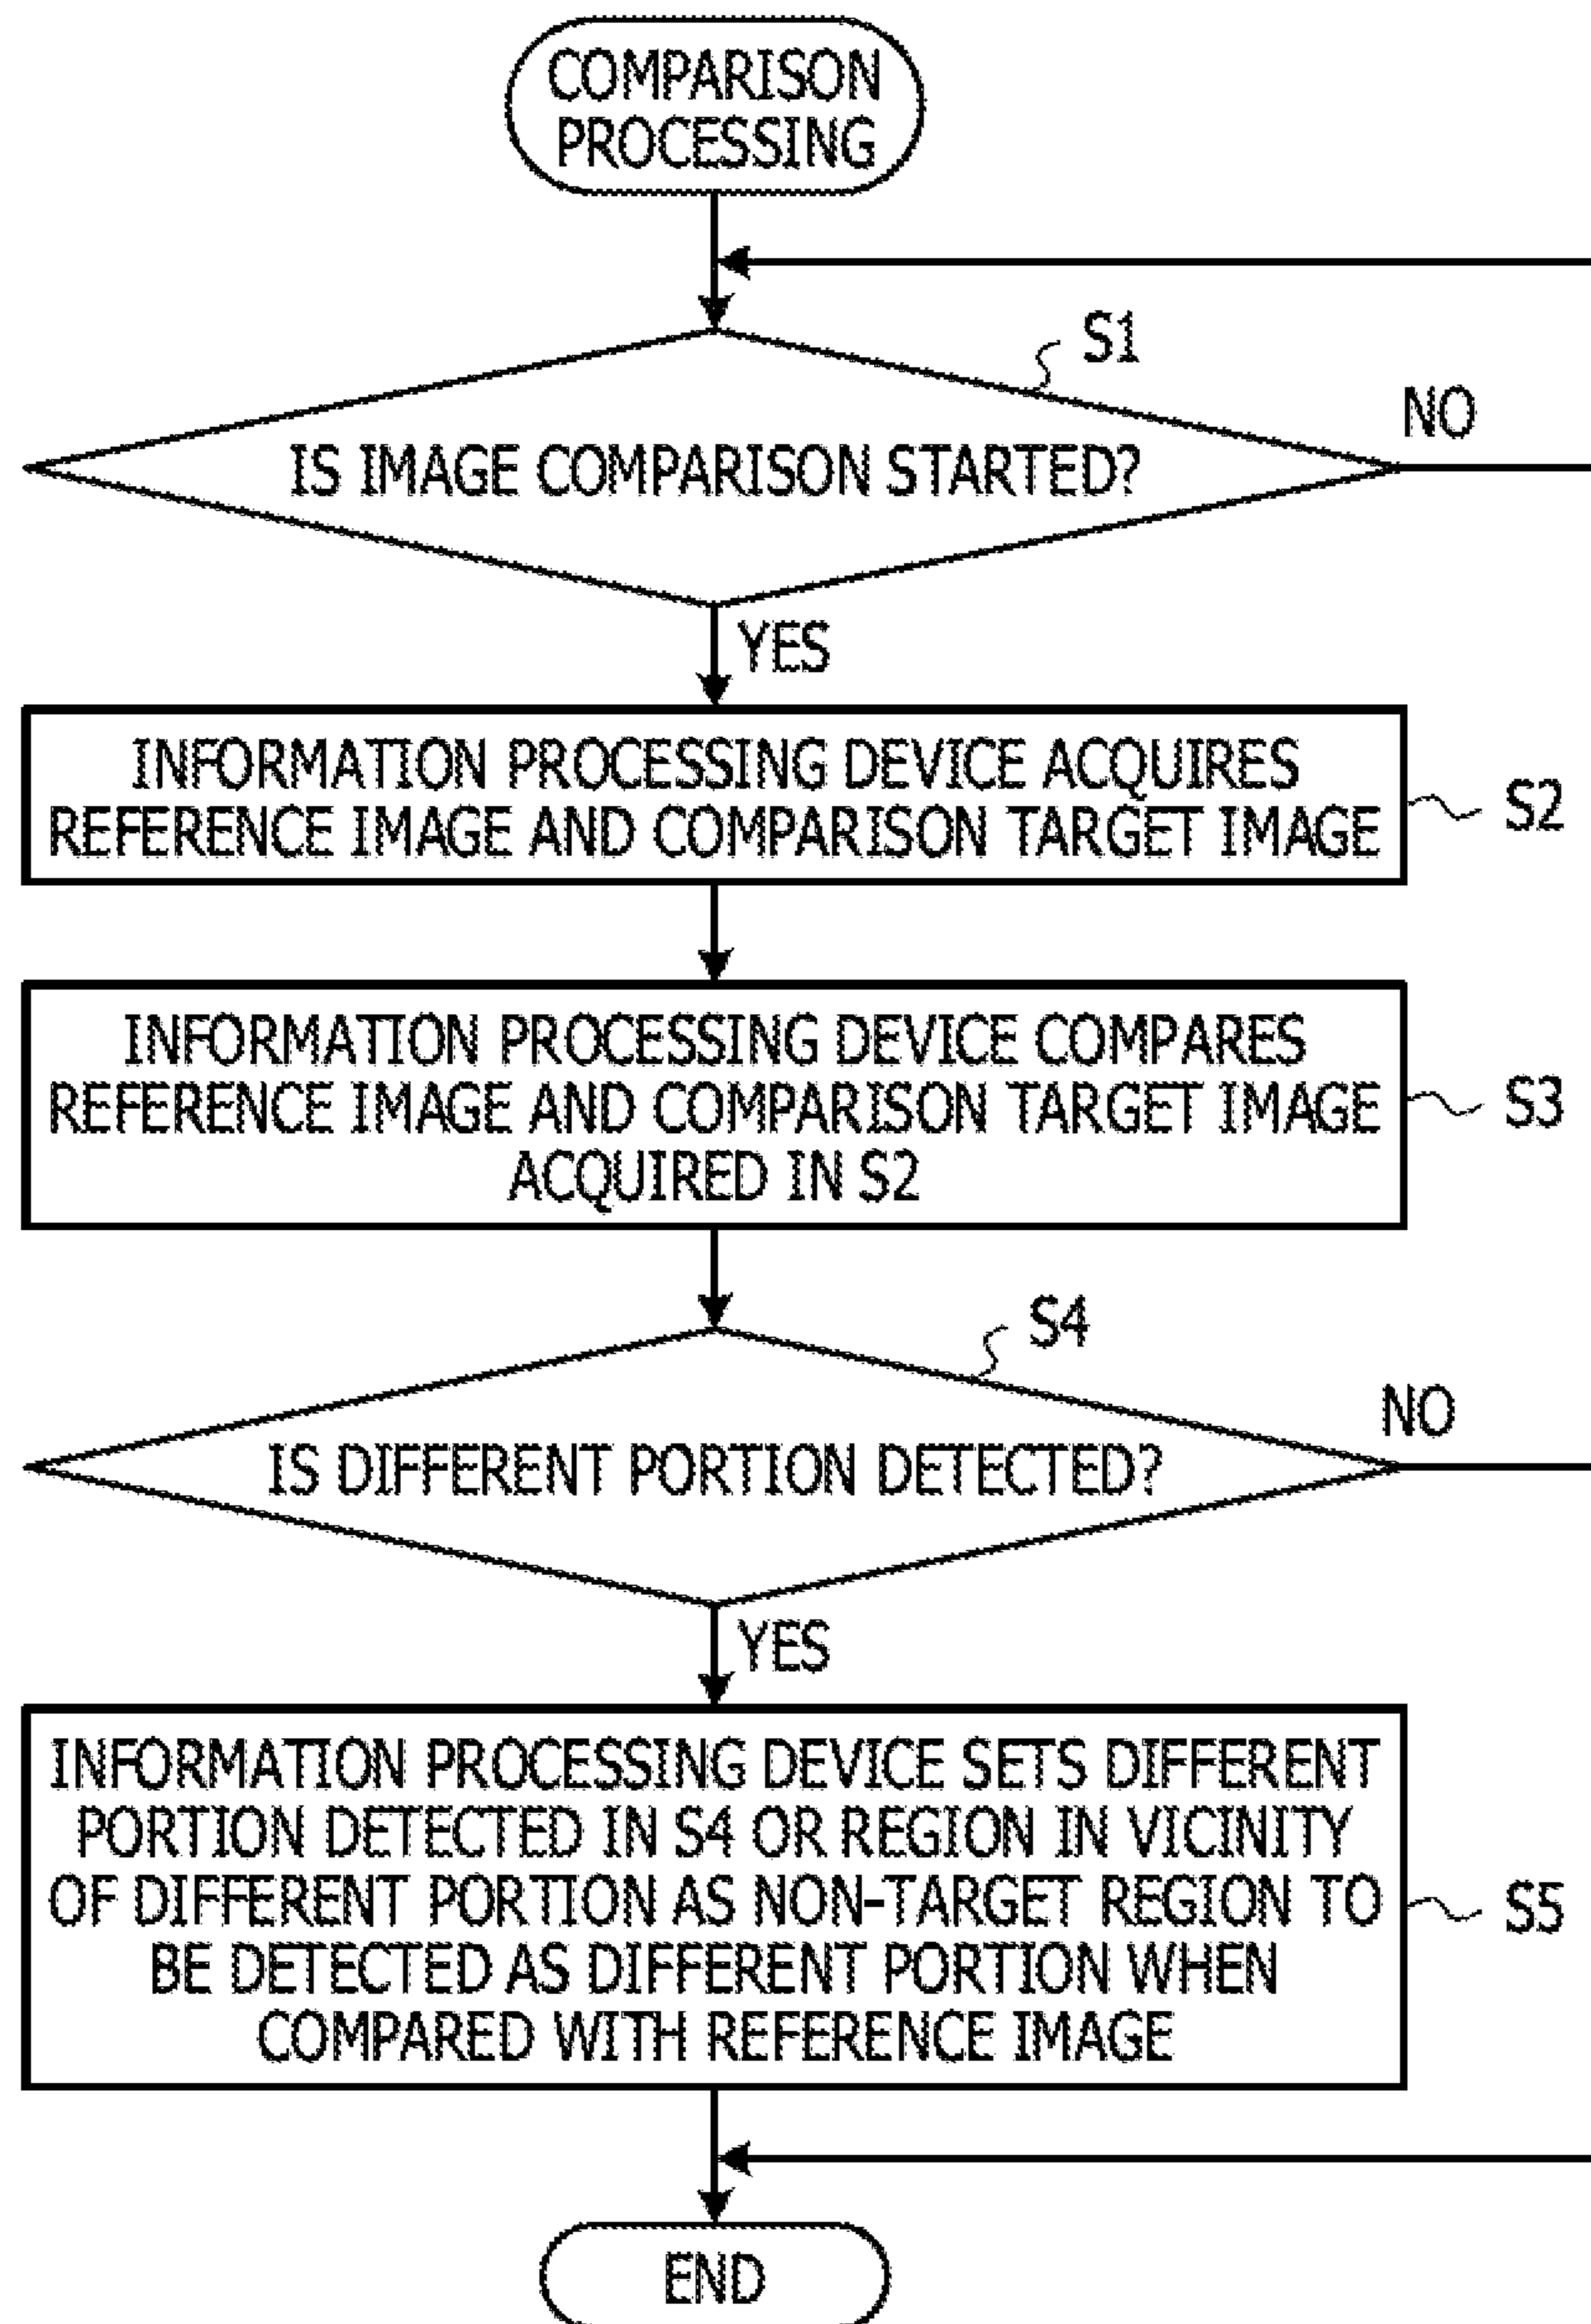 COMPARISON
PROCESSING
S1
NO
IS IMAGE COMPARISON STARTED?
YES
INFORMATION PROCESSING DEVICE ACQUIRES
REFERENCE IMAGE AND COMPARISON TARGET IMAGE
S2
INFORMATION PROCESSING DEVICE COMPARES
REFERENCE IMAGE AND COMPARISON TARGET IMAGE
ACQUIRED IN S2
S3
S4
NO
IS DIFFERENT PORTION DETECTED?
YES
INFORMATION PROCESSING DEVICE SETS DIFFERENT
PORTION DETECTED IN S4 OR REGION IN VICINITY
OF DIFFERENT PORTION AS NON-TARGET REGION TO
BE DETECTED AS DIFFERENT PORTION WHEN
COMPARED WITH REFERENCE IMAGE
S5
END